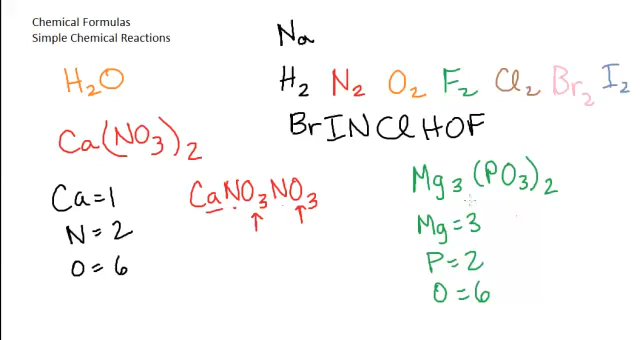 Chemical Formulas
Simple Chemical Reactions
Na
H2O
H2 N2 O2 F2 Cl2 Br2 I2
BrINClHOF
Ca(NO3)2
Ca=1
N=2
O=6
CaNO3NO3
Mg3(PO3)2
Mg=3
P=2
O=6